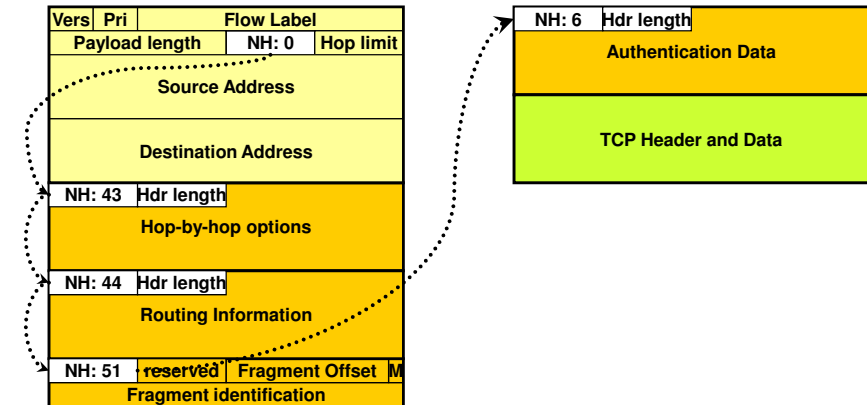 Vers Pri Flow Label
Payload length NH: 0 Hop limit
Source Address
Destination Address
NH: 43 Hdr length
Hop-by-hop options
NH: 44 Hdr length
Routing Information
NH: 51 reserved Fragment Offset M
Fragment identification
NH: 6 Hdr length
Authentication Data
TCP Header and Data